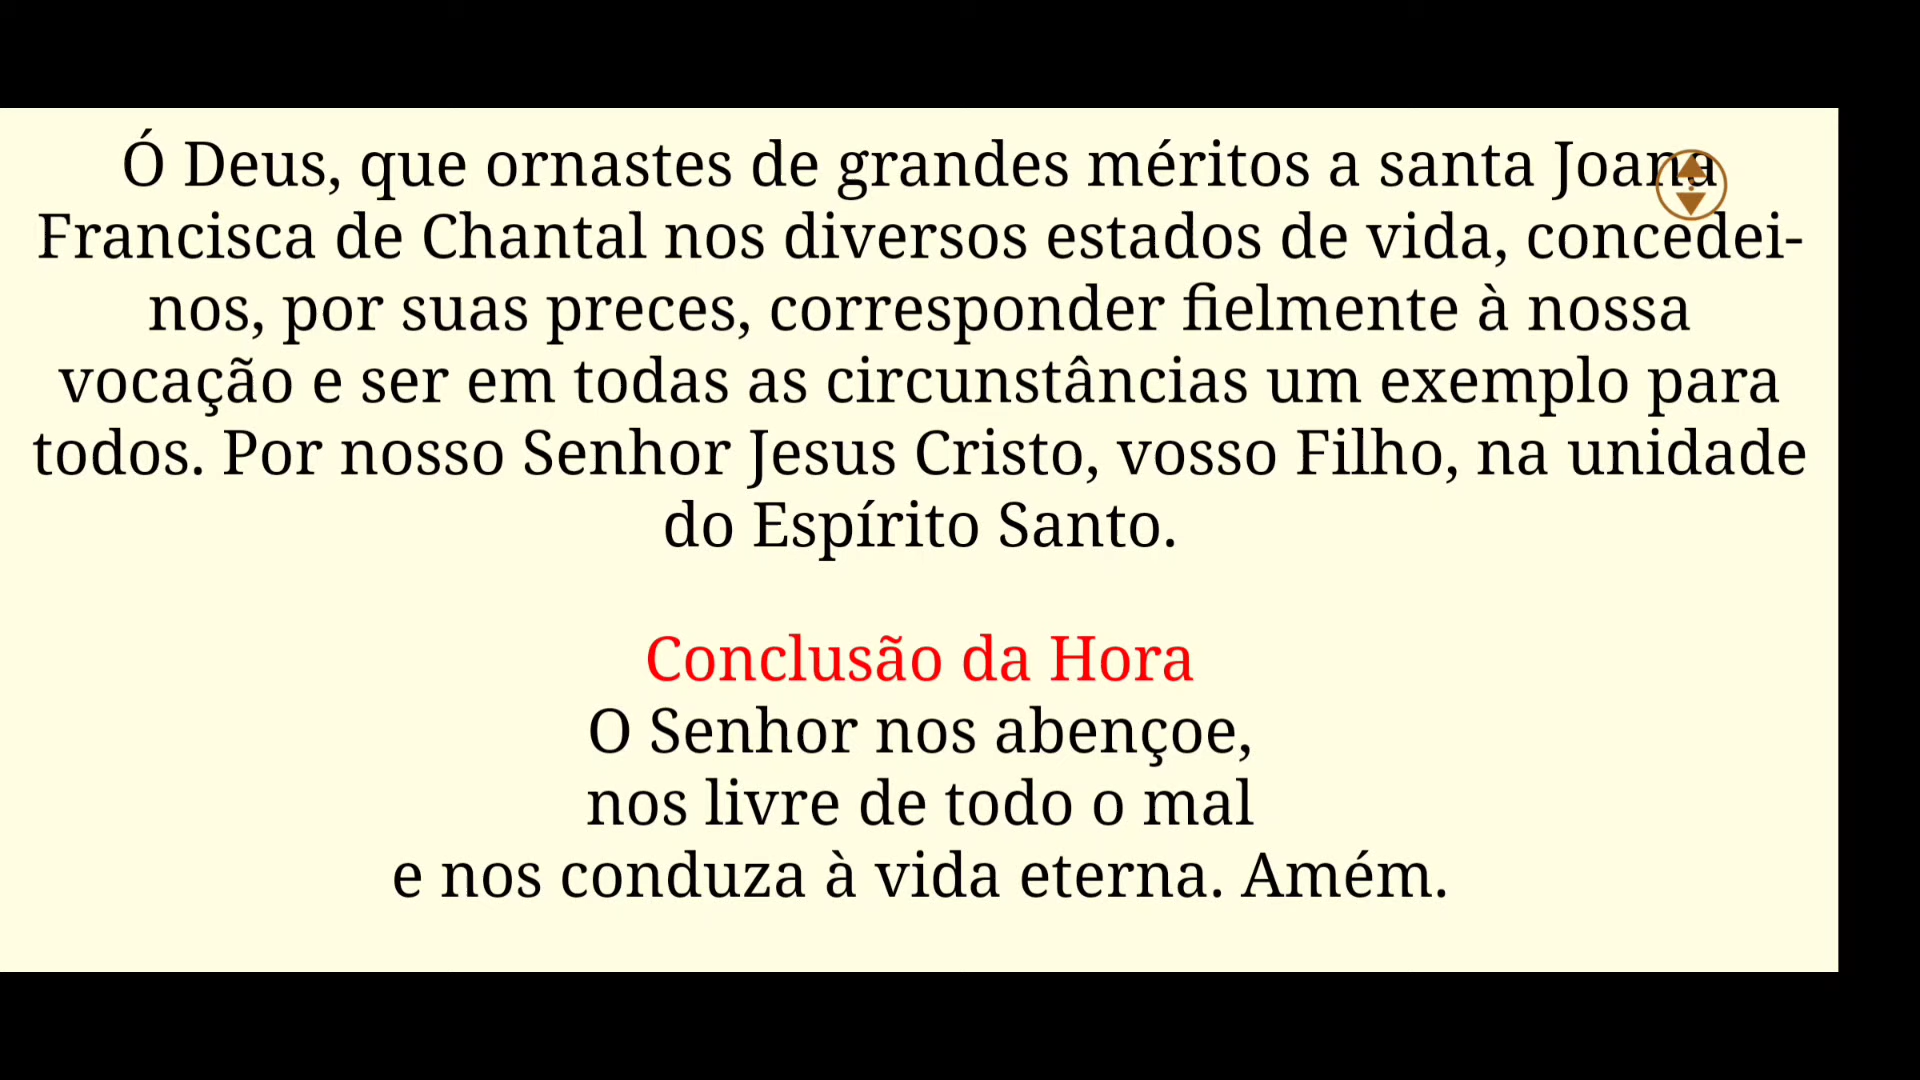 Ó Deus, que ornastes de grandes méritos a santa Joana
Francisca de Chantal nos diversos estados de vida, concedei-
nos, por suas preces, corresponder fielmente à nossa
vocação e ser em todas as circunstâncias um exemplo para
todos. Por nosso Senhor Jesus Cristo, vosso Filho, na unidade
do Espírito Santo.
Conclusão da Hora
O Senhor nos abençoe,
nos livre de todo o mal
e nos conduza à vida eterna. Amém.